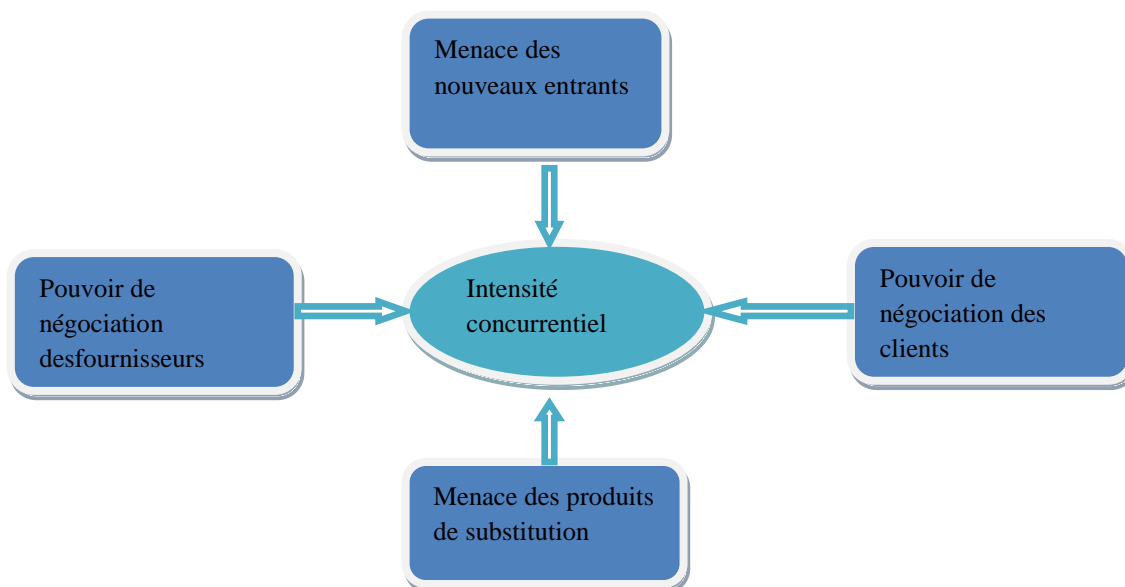 Menace des
nouveaux entrants
Pouvoir de
négociation
desfournisseurs
Intensité
concurrentiel
Pouvoir de
négociation des
clients
Menace des produits
de substitution